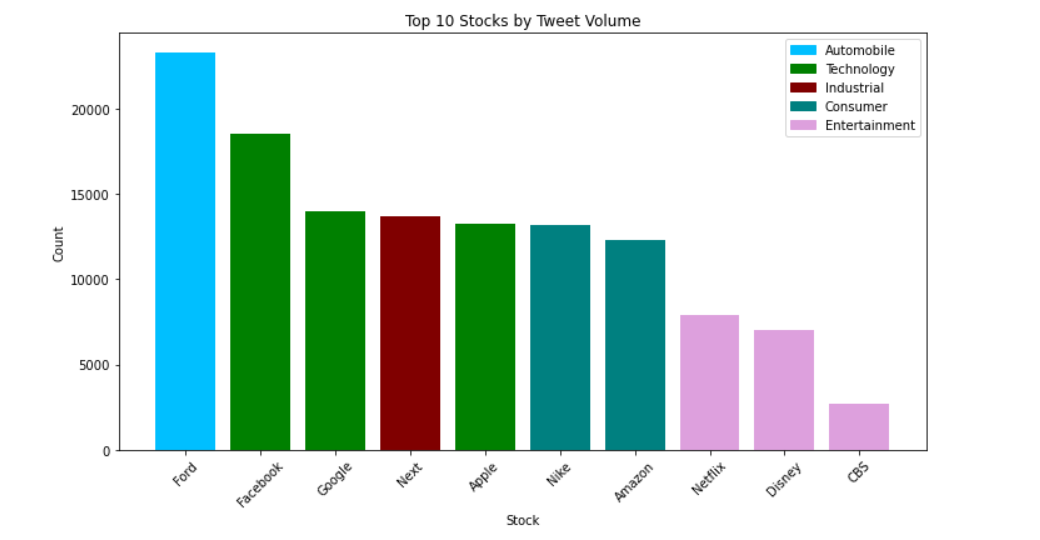 Top 10 Stocks by Tweet Volume
Automobile
Technology
Industrial
Consumer
Entertainment
20000
15000
10000
5000
0
Count
Ford
Facebook
Google
Next
Apple
Nike
Amazon
Netflix
Disney
CBS
Stock